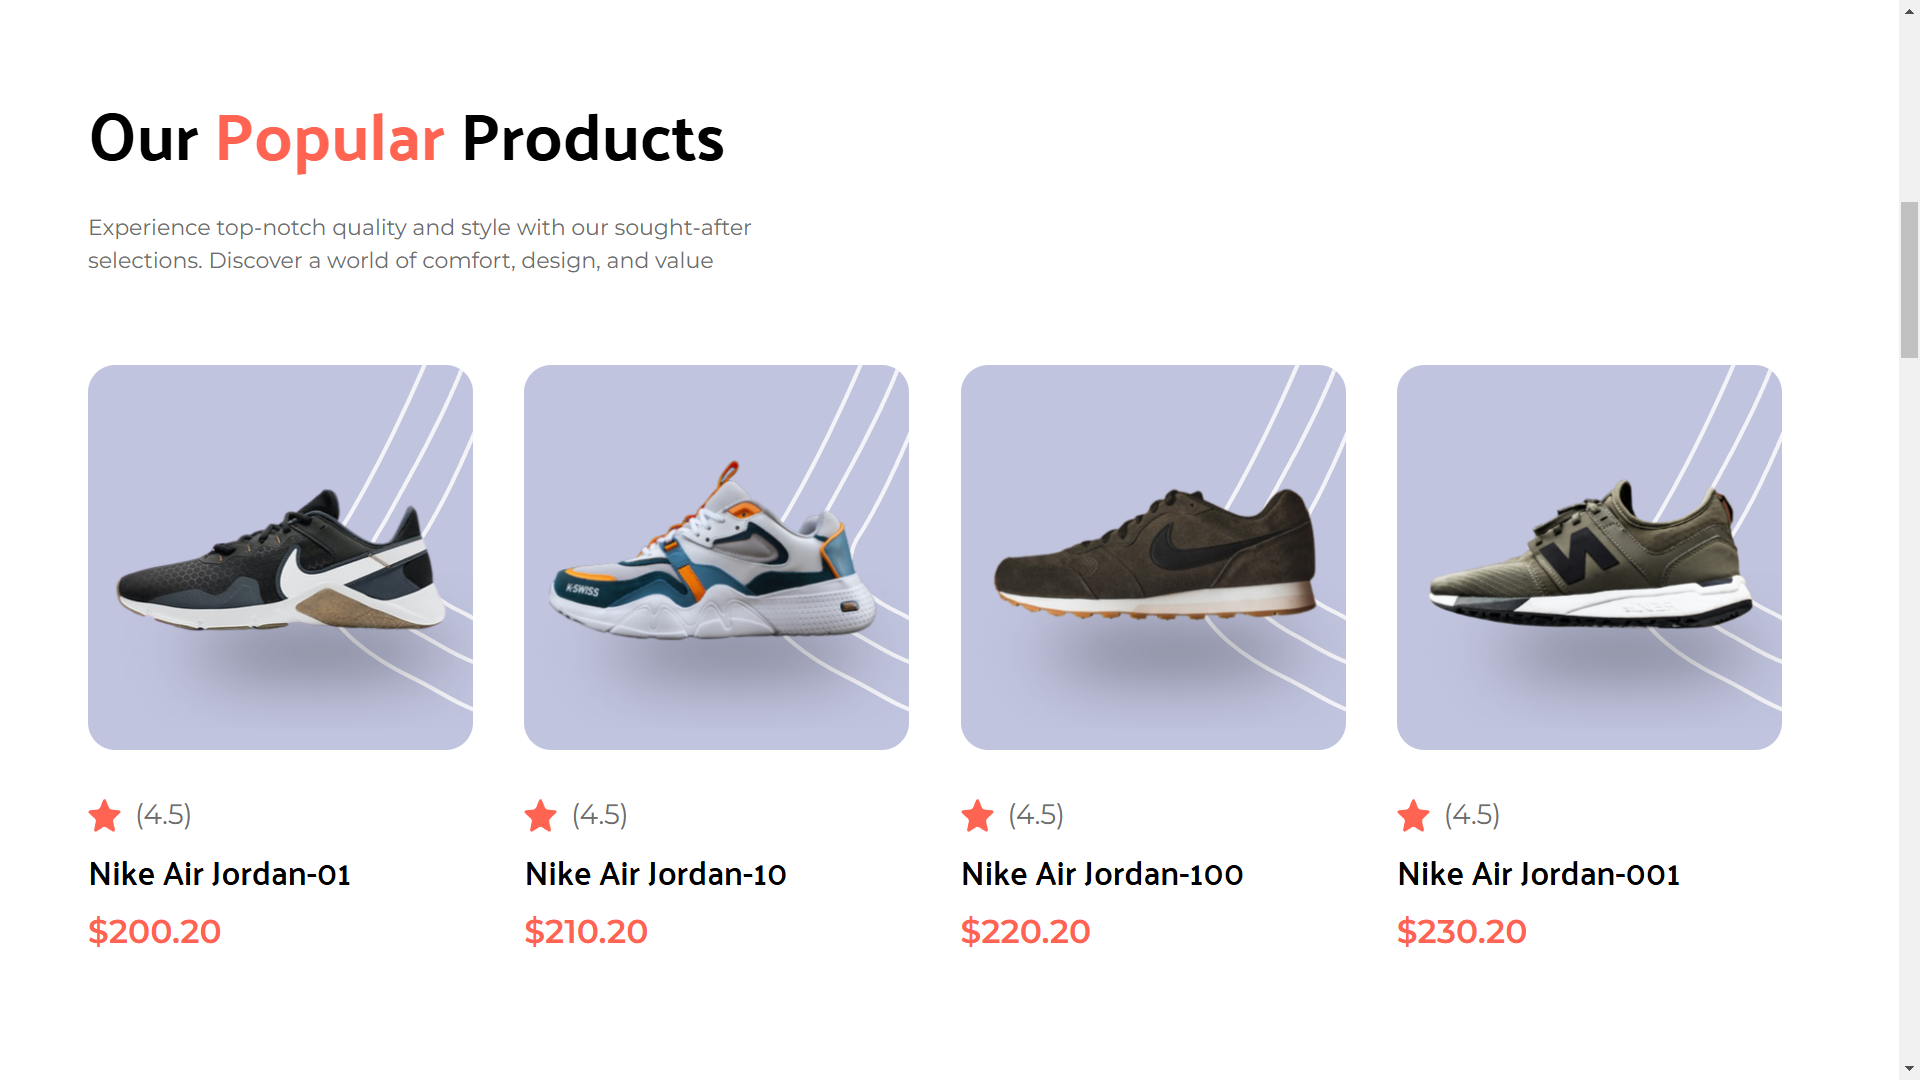 Our Popular Products
Experience top-notch quality and style with our sought-after
selections. Discover a world of comfort, design, and value
K-SWISS
(4.5)
(4.5)
(4.5)
(4.5)
Nike Air Jordan-01
Nike Air Jordan-10
Nike Air Jordan-100
Nike Air Jordan-001
$200.20
$210.20
$220.20
$230.20